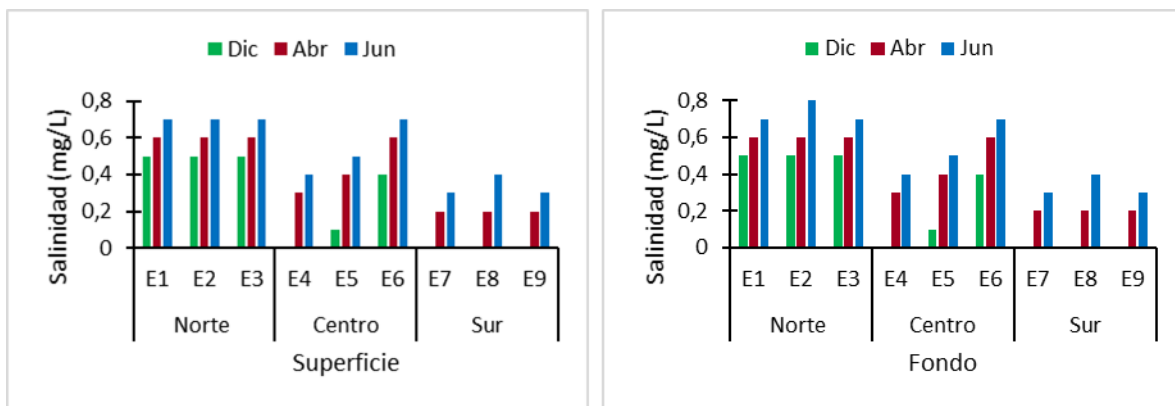 Dic Abr Jun
Salinidad (mg/L)
0,8
0,6
0,4
0,2
0
E1 E2 E3 E4 E5 E6 E7 E8 E9
Norte Centro Sur
Superficie
Dic Abr Jun
Salinidad (mg/L)
0,8
0,6
0,4
0,2
0
E1 E2 E3 E4 E5 E6 E7 E8 E9
Norte Centro Sur
Fondo